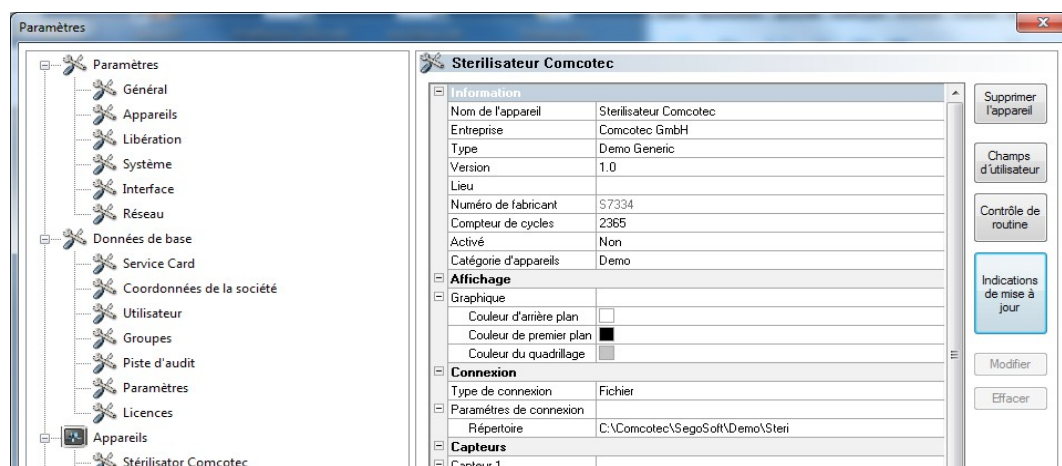 Paramètres
Paramètres
Général
Appareils
Libération
Système
Interface
Réseau
Données de base
Service Card
Coordonnées de la société
Utilisateur
Groupes
Piste d'audit
Paramètres
Licences
Appareils
Stérilisator Comcotec
Sterilisateur Comcotec
Information
Nom de l'appareil Sterilisateur Comcotec
Entreprise Comcotec GmbH
Type Demo Generic
Version 1.0
Lieu
Numéro de fabricant S7334
Compteur de cycles 2365
Activé Non
Catégorie d'appareils Demo
Affichage
Graphique
Couleur d'arrière plan
Couleur de premier plan
Couleur du quadrillage
Connexion
Type de connexion Fichier
Paramétres de connexion
Répertoire C:\Comcotec\SegoSoft\Demo\Steri
Capteurs
Capteur 1
Supprimer
l'appareil
Champs
d´utilisateur
Contrôle de
routine
Indications
de mise à
jour
Modifier
Effacer